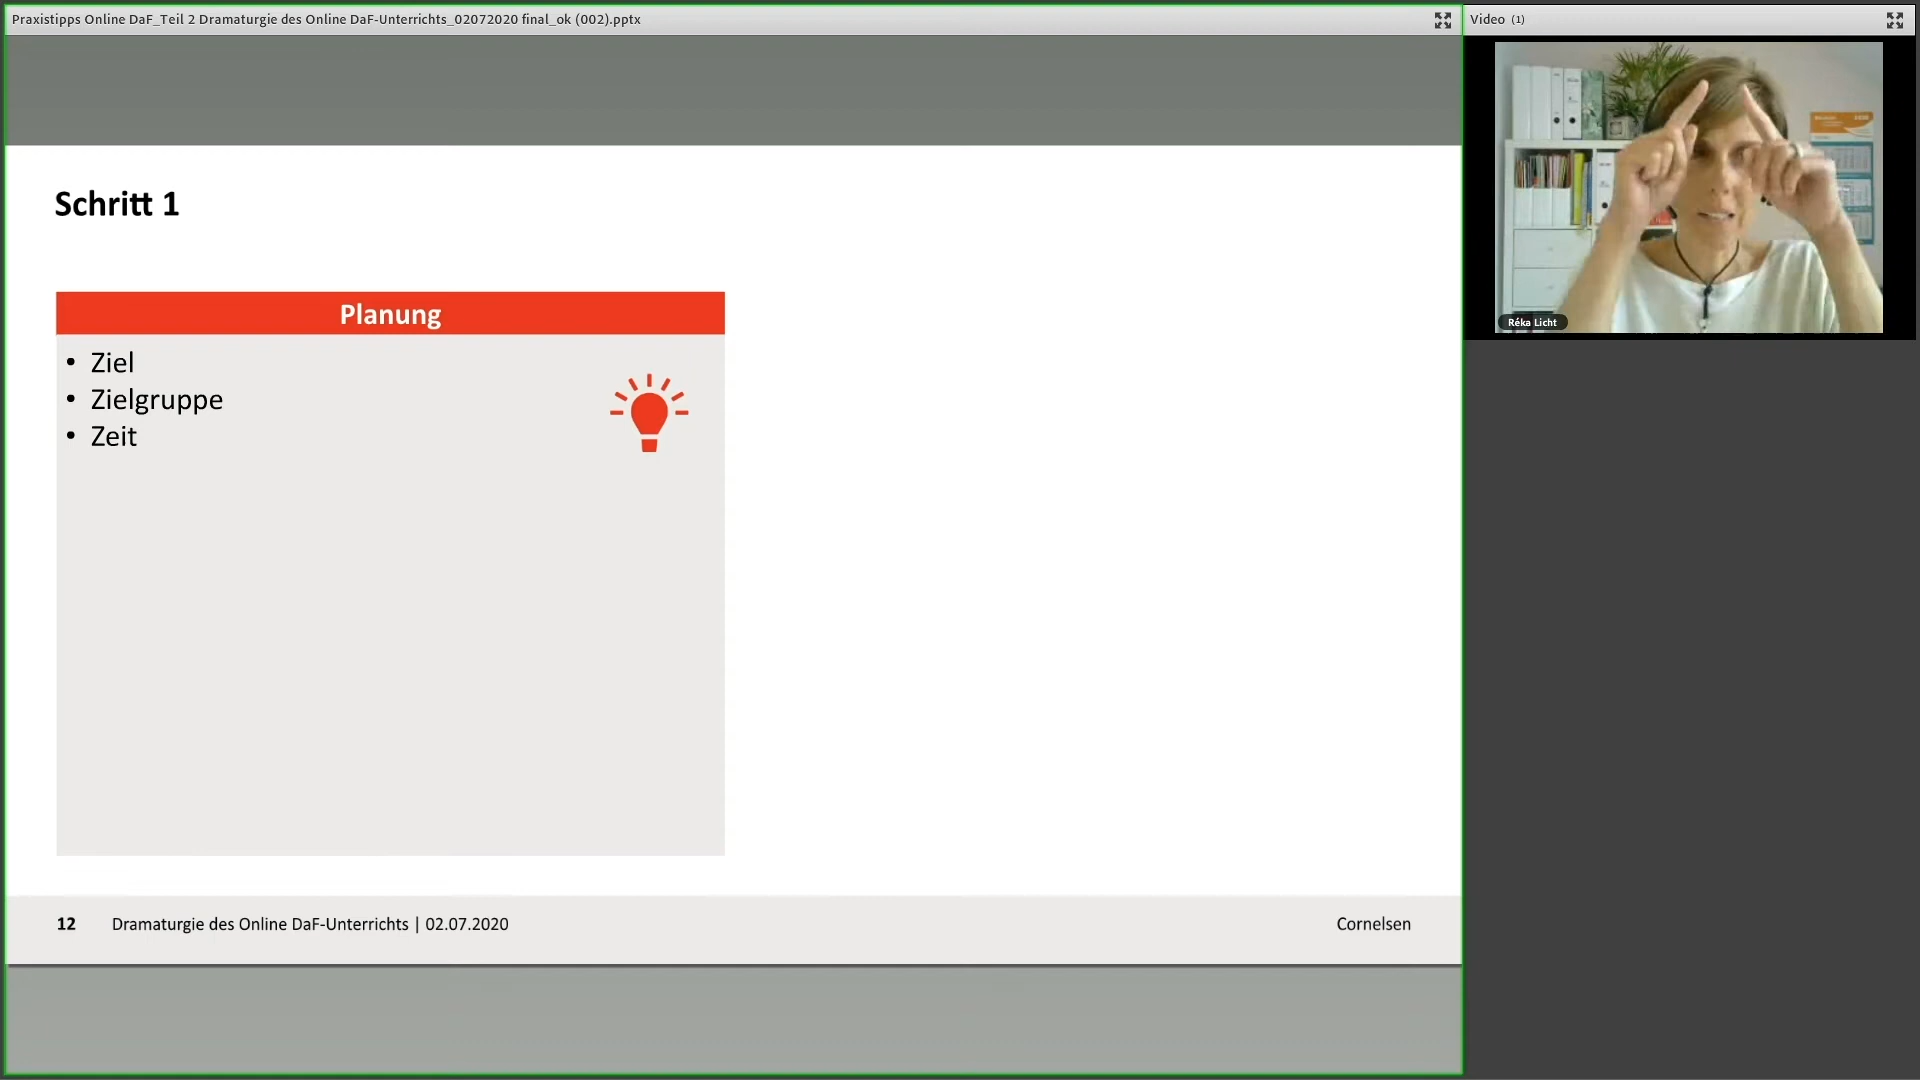 Praxistipps Online DaF_Teil 2 Dramaturgie des Online DaF-Unterrichts_02072020 final_ok (002).pptx
Video (1)
Réka Licht
Schritt 1
Planung
• Ziel
• Zielgruppe
• Zeit
12 Dramaturgie des Online DaF-Unterrichts | 02.07.2020
Cornelsen